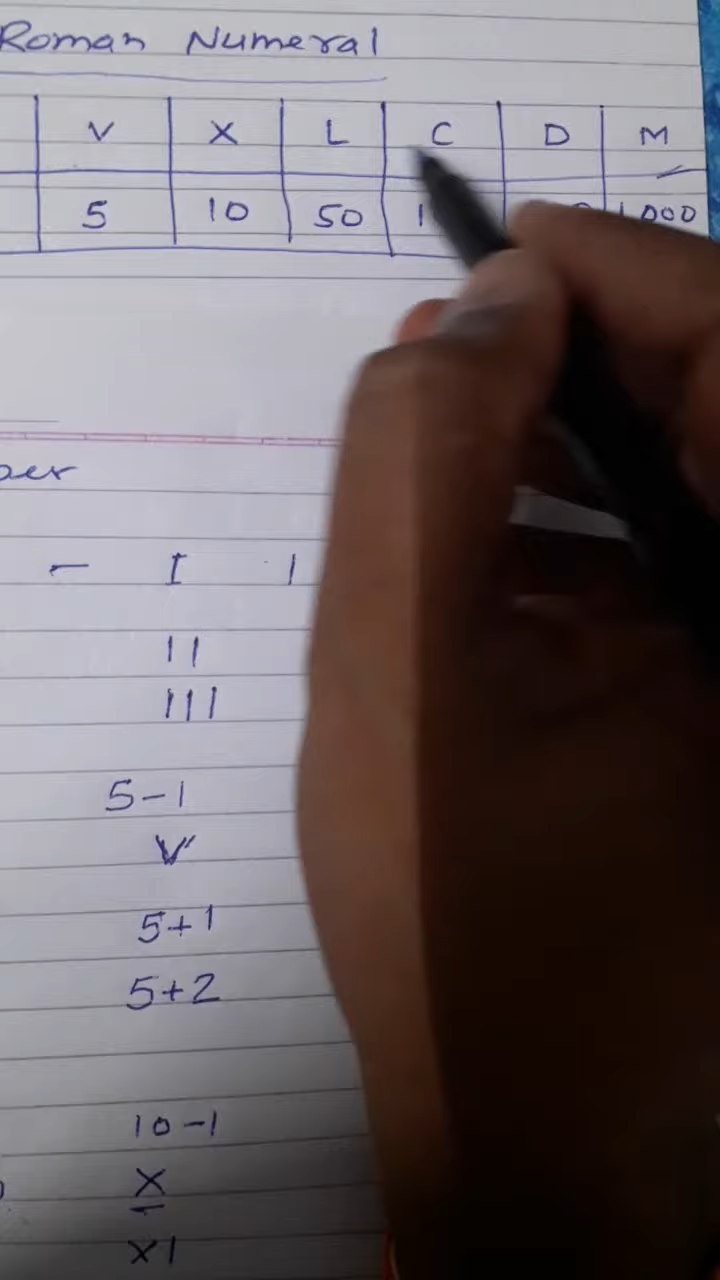 Roman Numeral
V X L C D M
5 10 50 1 1000
- I I
II
III
5-1
V
5+1
5+2
10-1
X
XI